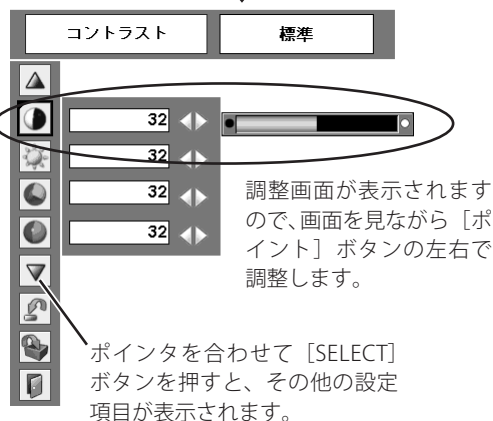 コントラスト 標準
32
32
32
32
調整画面が表示されます
ので、画面を見ながら［ポ
イント］ボタンの左右で
調整します。
ポインタを合わせて［SELECT］
ボタンを押すと、その他の設定
項目が表示されます。